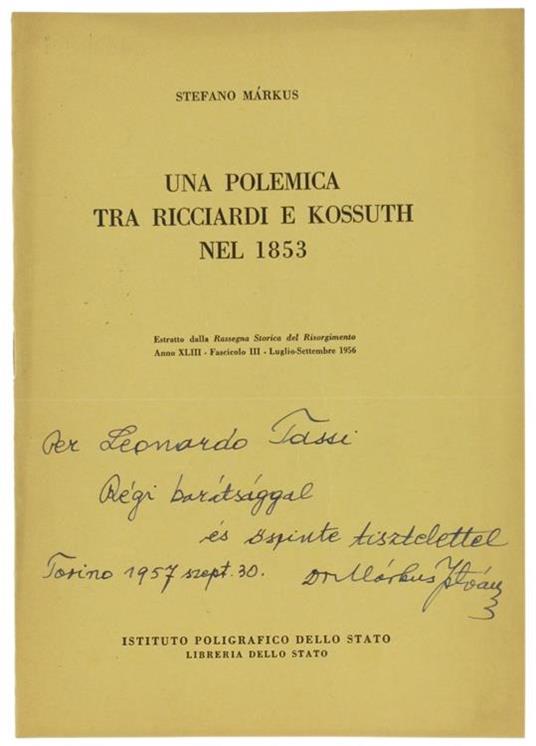 STEFANO MÁRKUS
UNA POLEMICA
TRA RICCIARDI E KOSSUTH
NEL 1853
Estratto dalla Rassegna Storica del Risorgimento
Anno XLIII - Fascicolo III - Luglio-Settembre 1956
Per Leonardo Tassi
Régi barátsággal
és őszinte tisztelettel
Torino 1957 szept. 30.
Dr Márkus István
ISTITUTO POLIGRAFICO DELLO STATO
LIBRERIA DELLO STATO